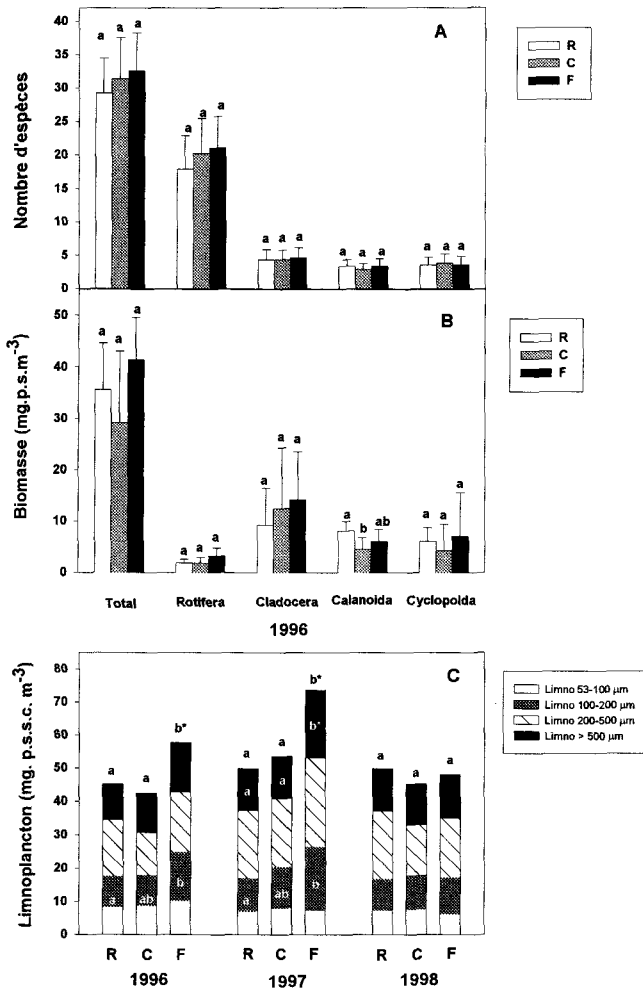 A
Nombre d'espèces
40
35
30
25
20
15
10
5
0
a a a
a a a
a a a
a a a
a a a
R
C
F
B
Biomasse (mg.p.s.m⁻³)
50
40
30
20
10
0
a a a
a a a
a a a
a b ab
a a a
R
C
F
Total Rotifera Cladocera Calanoida Cyclopoida
1996
C
Limnoplancton (mg. p.s.s.c. m⁻³)
80
70
60
50
40
30
20
10
0
a a b*
a a b*
a a a
a a b*
a ab b
a ab b
Limno 53-100 µm
Limno 100-200 µm
Limno 200-500 µm
Limno > 500 µm
R C F R C F R C F
1996 1997 1998